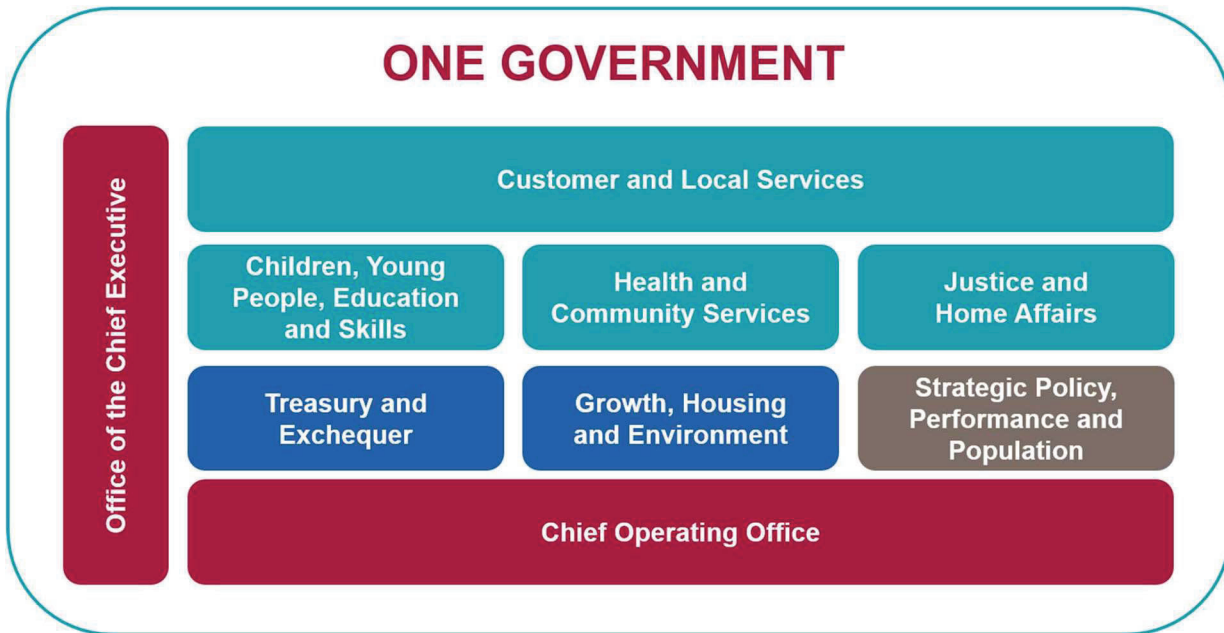 ONE GOVERNMENT
Office of the Chief Executive
Customer and Local Services
Children, Young
People, Education
and Skills
Health and
Community Services
Justice and
Home Affairs
Treasury and
Exchequer
Growth, Housing
and Environment
Strategic Policy,
Performance and
Population
Chief Operating Office